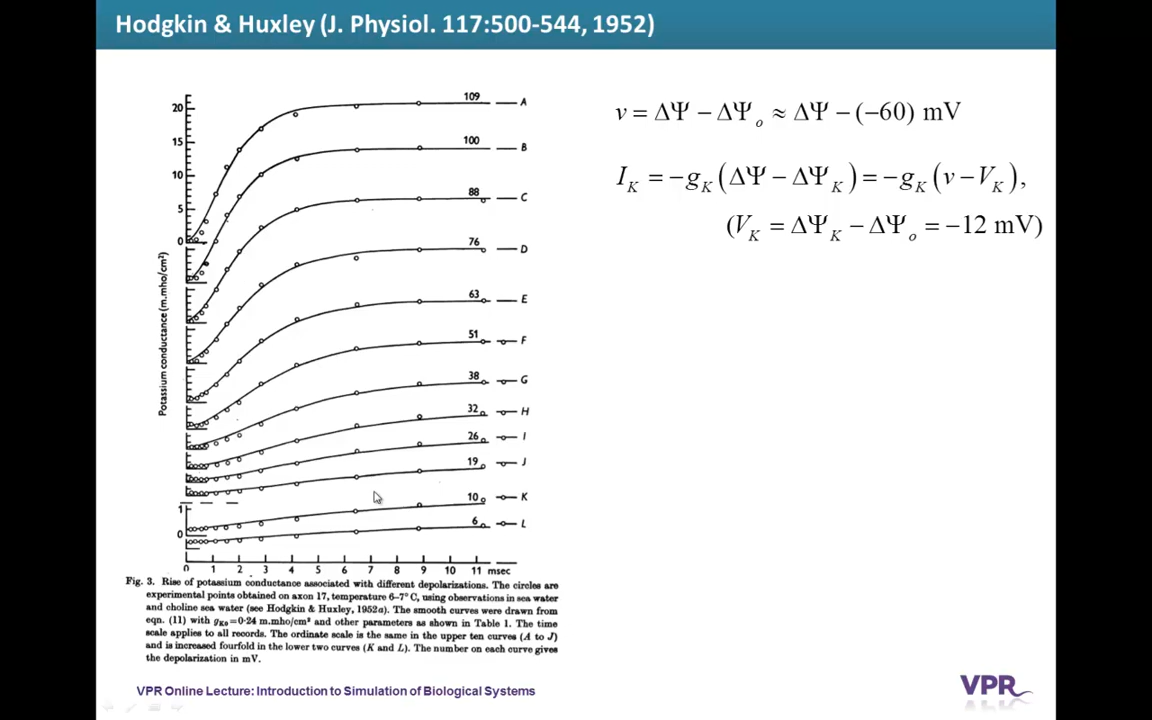 Hodgkin & Huxley (J. Physiol. 117:500-544, 1952)
v = ΔΨ − ΔΨₒ ≈ ΔΨ − (−60) mV
I_K = −g_K (ΔΨ − ΔΨ_K) = −g_K (v − V_K),
(V_K = ΔΨ_K − ΔΨₒ = −12 mV)
Potassium conductance (m.mho/cm²)
20
15
10
5
0
1
0
109 A
100 B
88 C
76 D
63 E
51 F
38 G
32 H
26 I
19 J
10 K
6 L
0 1 2 3 4 5 6 7 8 9 10 11 msec
Fig. 3. Rise of potassium conductance associated with different depolarizations. The circles are
experimental points obtained on axon 17, temperature 6–7° C, using observations in sea water
and choline sea water (see Hodgkin & Huxley, 1952a). The smooth curves were drawn from
eqn. (11) with g_K0=0·24 m.mho/cm² and other parameters as shown in Table 1. The time
scale applies to all records. The ordinate scale is the same in the upper ten curves (A to J)
and is increased fourfold in the lower two curves (K and L). The number on each curve gives
the depolarization in mV.
VPR Online Lecture: Introduction to Simulation of Biological Systems
VPR